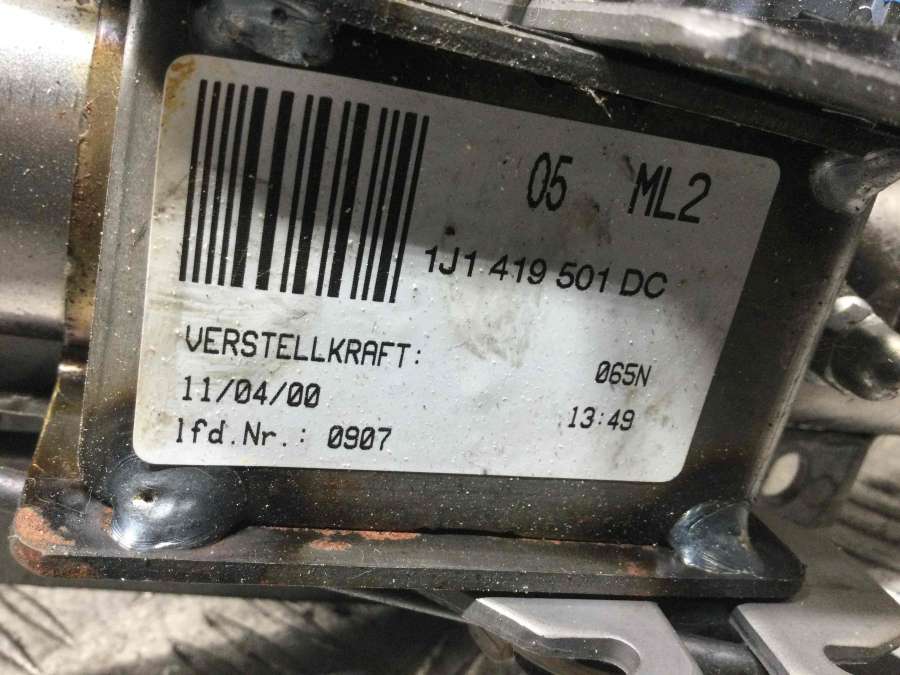 05 ML2
1J1 419 501 DC
VERSTELLKRAFT: 065N
11/04/00 13:49
lfd.Nr.: 0907